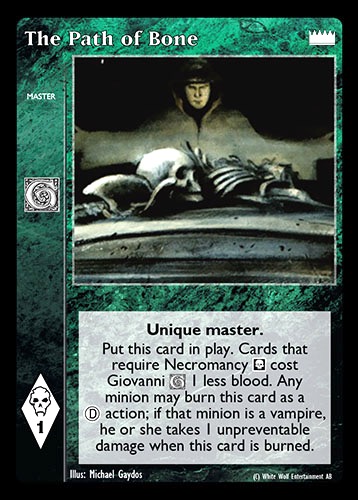 The Path of Bone
MASTER
Unique master.
Put this card in play. Cards that
require Necromancy cost
Giovanni 1 less blood. Any
minion may burn this card as a
D action; if that minion is a vampire,
he or she takes 1 unpreventable
damage when this card is burned.
1
Illus: Michael Gaydos
(C) White Wolf Entertainment AB